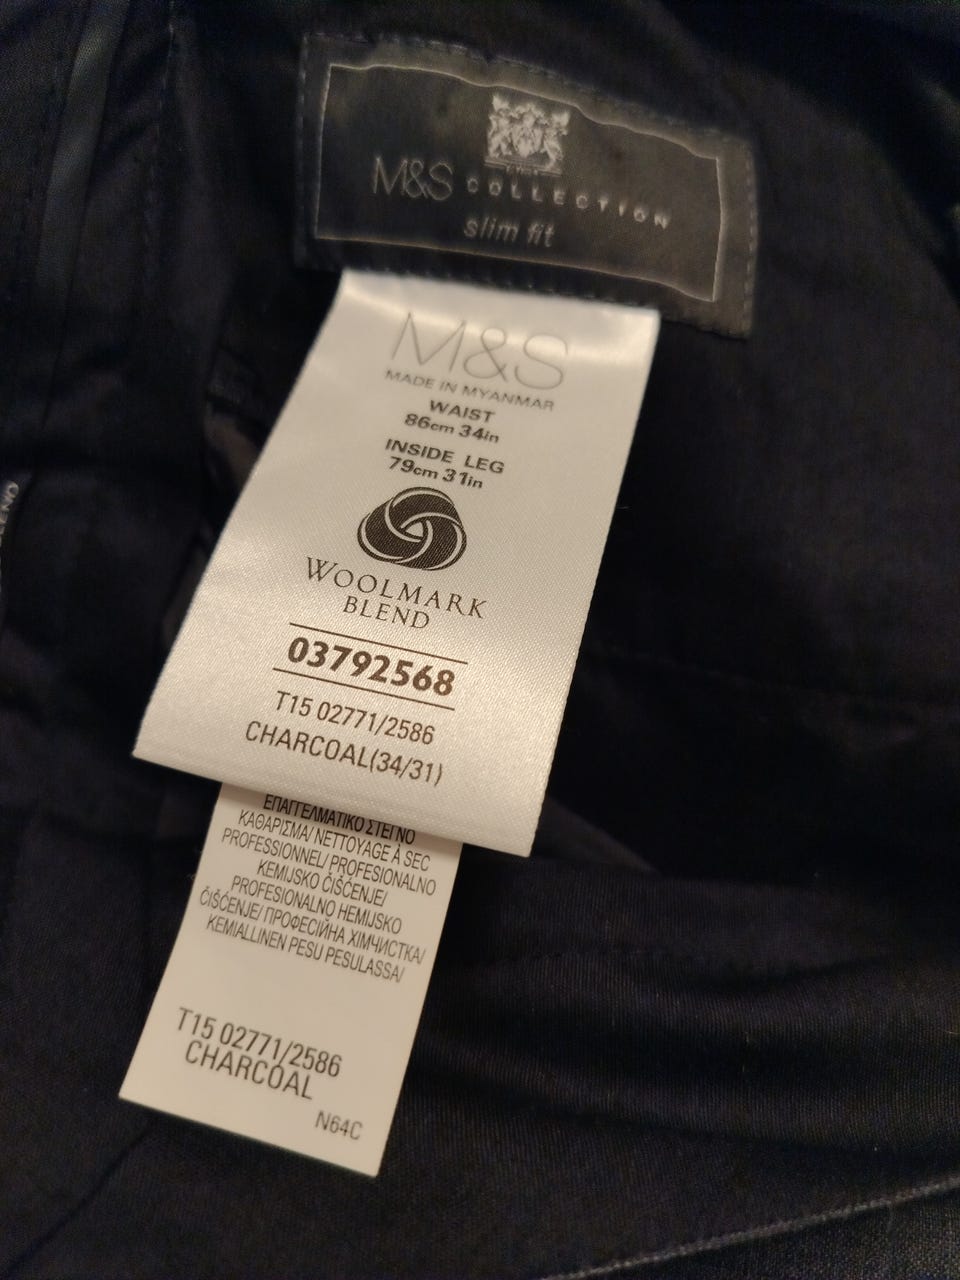 M&S COLLECTION
slim fit
M&S
MADE IN MYANMAR
WAIST
86cm 34in
INSIDE LEG
79cm 31in
WOOLMARK
BLEND
03792568
T15 02771/2586
CHARCOAL(34/31)
ΕΠΑΓΓΕΛΜΑΤΙΚΟ ΣΤΕΓΝΟ
ΚΑΘΑΡΙΣΜΑ/ NETTOYAGE À SEC
PROFESSIONNEL/ PROFESIONALNO
KEMIJSKO ČIŠĆENJE/
PROFESIONALNO HEMIJSKO
ČIŠĆENJE/ ПРОФЕСІЙНА ХІМЧИСТКА/
KEMIALLINEN PESU PESULASSA/
T15 02771/2586
CHARCOAL
N64C